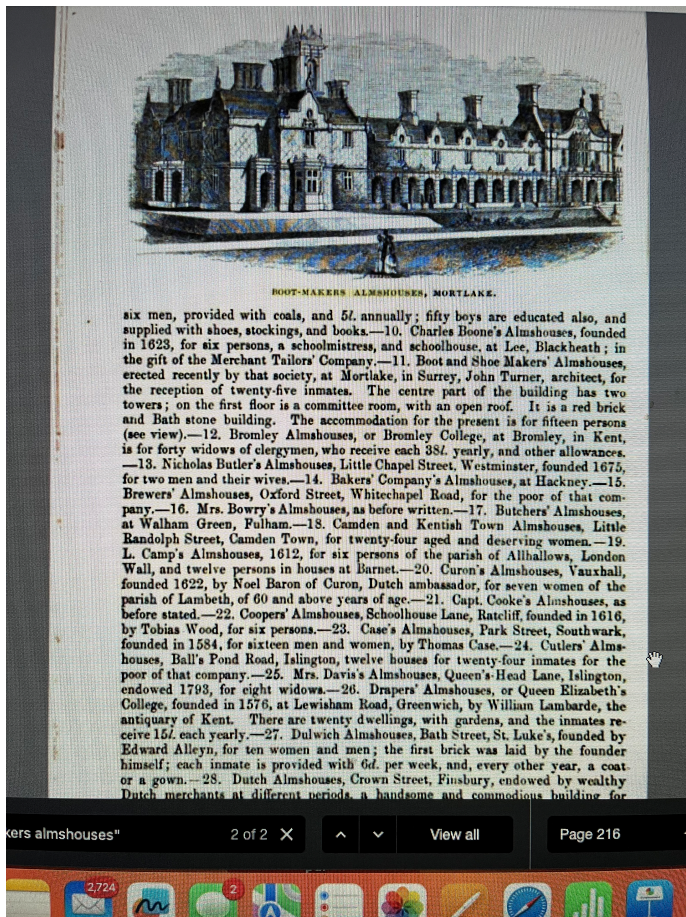 BOOT-MAKERS ALMSHOUSES, MORTLAKE.
six men, provided with coals, and 5l. annually; fifty boys are educated also, and
supplied with shoes, stockings, and books.—10. Charles Boone's Almshouses, founded
in 1623, for six persons, a schoolmistress, and schoolhouse, at Lee, Blackheath; in
the gift of the Merchant Tailors' Company.—11. Boot and Shoe Makers' Almshouses,
erected recently by that society, at Mortlake, in Surrey, John Turner, architect, for
the reception of twenty-five inmates. The centre part of the building has two
towers; on the first floor is a committee room, with an open roof. It is a red brick
and Bath stone building. The accommodation for the present is for fifteen persons
(see view).—12. Bromley Almshouses, or Bromley College, at Bromley, in Kent,
is for forty widows of clergymen, who receive each 38l. yearly, and other allowances.
—13. Nicholas Butler's Almshouses, Little Chapel Street, Westminster, founded 1675,
for two men and their wives.—14. Bakers' Company's Almshouses, at Hackney.—15.
Brewers' Almshouses, Oxford Street, Whitechapel Road, for the poor of that com-
pany.—16. Mrs. Bowry's Almshouses, as before written.—17. Butchers' Almshouses,
at Walham Green, Fulham.—18. Camden and Kentish Town Almshouses, Little
Randolph Street, Camden Town, for twenty-four aged and deserving women.—19.
L. Camp's Almshouses, 1612, for six persons of the parish of Allhallows, London
Wall, and twelve persons in houses at Barnet.—20. Curon's Almshouses, Vauxhall,
founded 1622, by Noel Baron of Curon, Dutch ambassador, for seven women of the
parish of Lambeth, of 60 and above years of age.—21. Capt. Cooke's Almshouses, as
before stated.—22. Coopers' Almshouses, Schoolhouse Lane, Ratcliff, founded in 1616,
by Tobias Wood, for six persons.—23. Case's Almshouses, Park Street, Southwark,
founded in 1584, for sixteen men and women, by Thomas Case.—24. Cutlers' Alms-
houses, Ball's Pond Road, Islington, twelve houses for twenty-four inmates for the
poor of that company.—25. Mrs. Davis's Almshouses, Queen's-Head Lane, Islington,
endowed 1793, for eight widows.—26. Drapers' Almshouses, or Queen Elizabeth's
College, founded in 1576, at Lewisham Road, Greenwich, by William Lambarde, the
antiquary of Kent. There are twenty dwellings, with gardens, and the inmates re-
ceive 15l. each yearly.—27. Dulwich Almshouses, Bath Street, St. Luke's, founded by
Edward Alleyn, for ten women and men; the first brick was laid by the founder
himself; each inmate is provided with 6d. per week, and, every other year, a coat
or a gown.—28. Dutch Almshouses, Crown Street, Finsbury, endowed by wealthy
Dutch merchants at different periods, a handsome and commodious building for
kers almshouses"
2 of 2
View all
Page 216
2,724
2